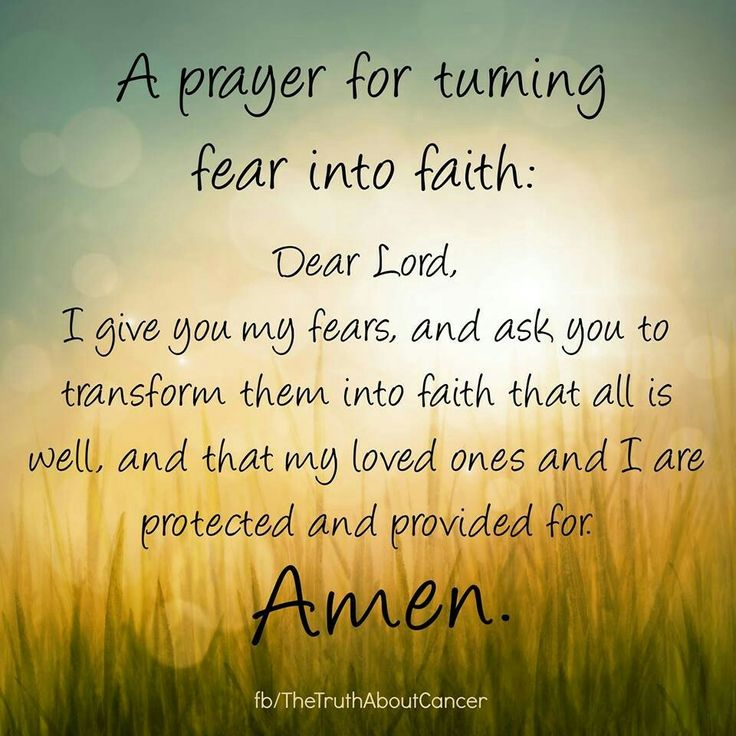 A prayer for turning
fear into faith:
Dear Lord,
I give you my fears, and ask you to
transform them into faith that all is
well, and that my loved ones and I are
protected and provided for.
Amen.
fb/TheTruthAboutCancer